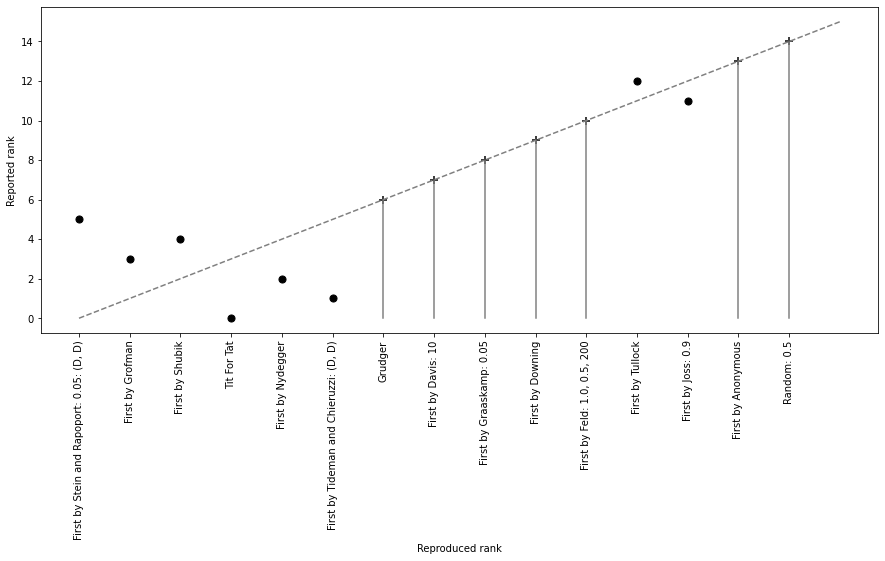 Reported rank
14
12
10
8
6
4
2
0
First by Stein and Rapoport: 0.05: (D, D)
First by Grofman
First by Shubik
Tit For Tat
First by Nydegger
First by Tideman and Chieruzzi: (D, D)
Grudger
First by Davis: 10
First by Graaskamp: 0.05
First by Downing
First by Feld: 1.0, 0.5, 200
First by Tullock
First by Joss: 0.9
First by Anonymous
Random: 0.5
Reproduced rank